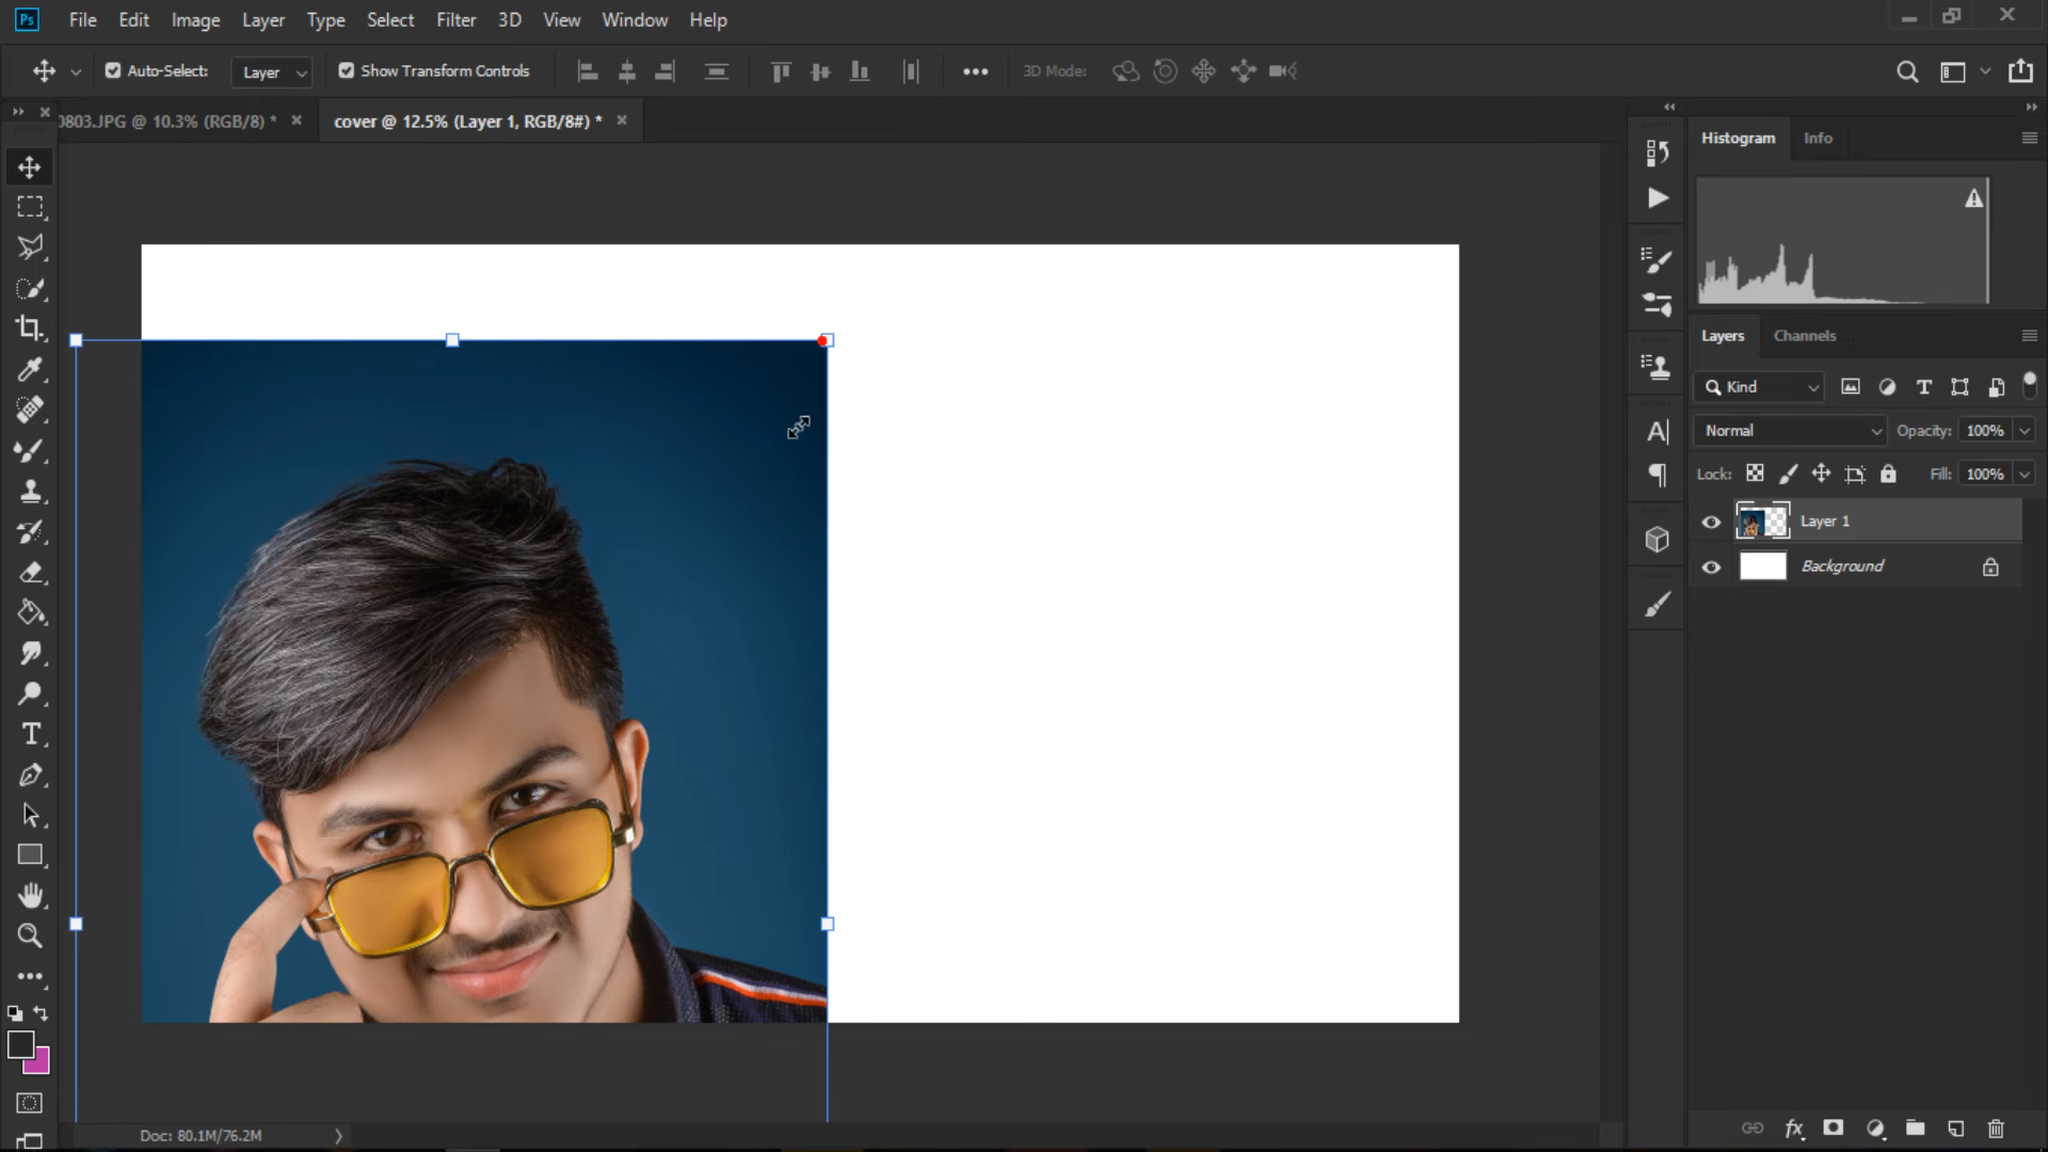 Ps File Edit Image Layer Type Select Filter 3D View Window Help
Auto-Select: Layer Show Transform Controls 3D Mode:
0803.JPG @ 10.3% (RGB/8) * cover @ 12.5% (Layer 1, RGB/8#) *
Histogram Info
Layers Channels
Kind
Normal Opacity: 100%
Lock: Fill: 100%
Layer 1
Background
Doc: 80.1M/76.2M